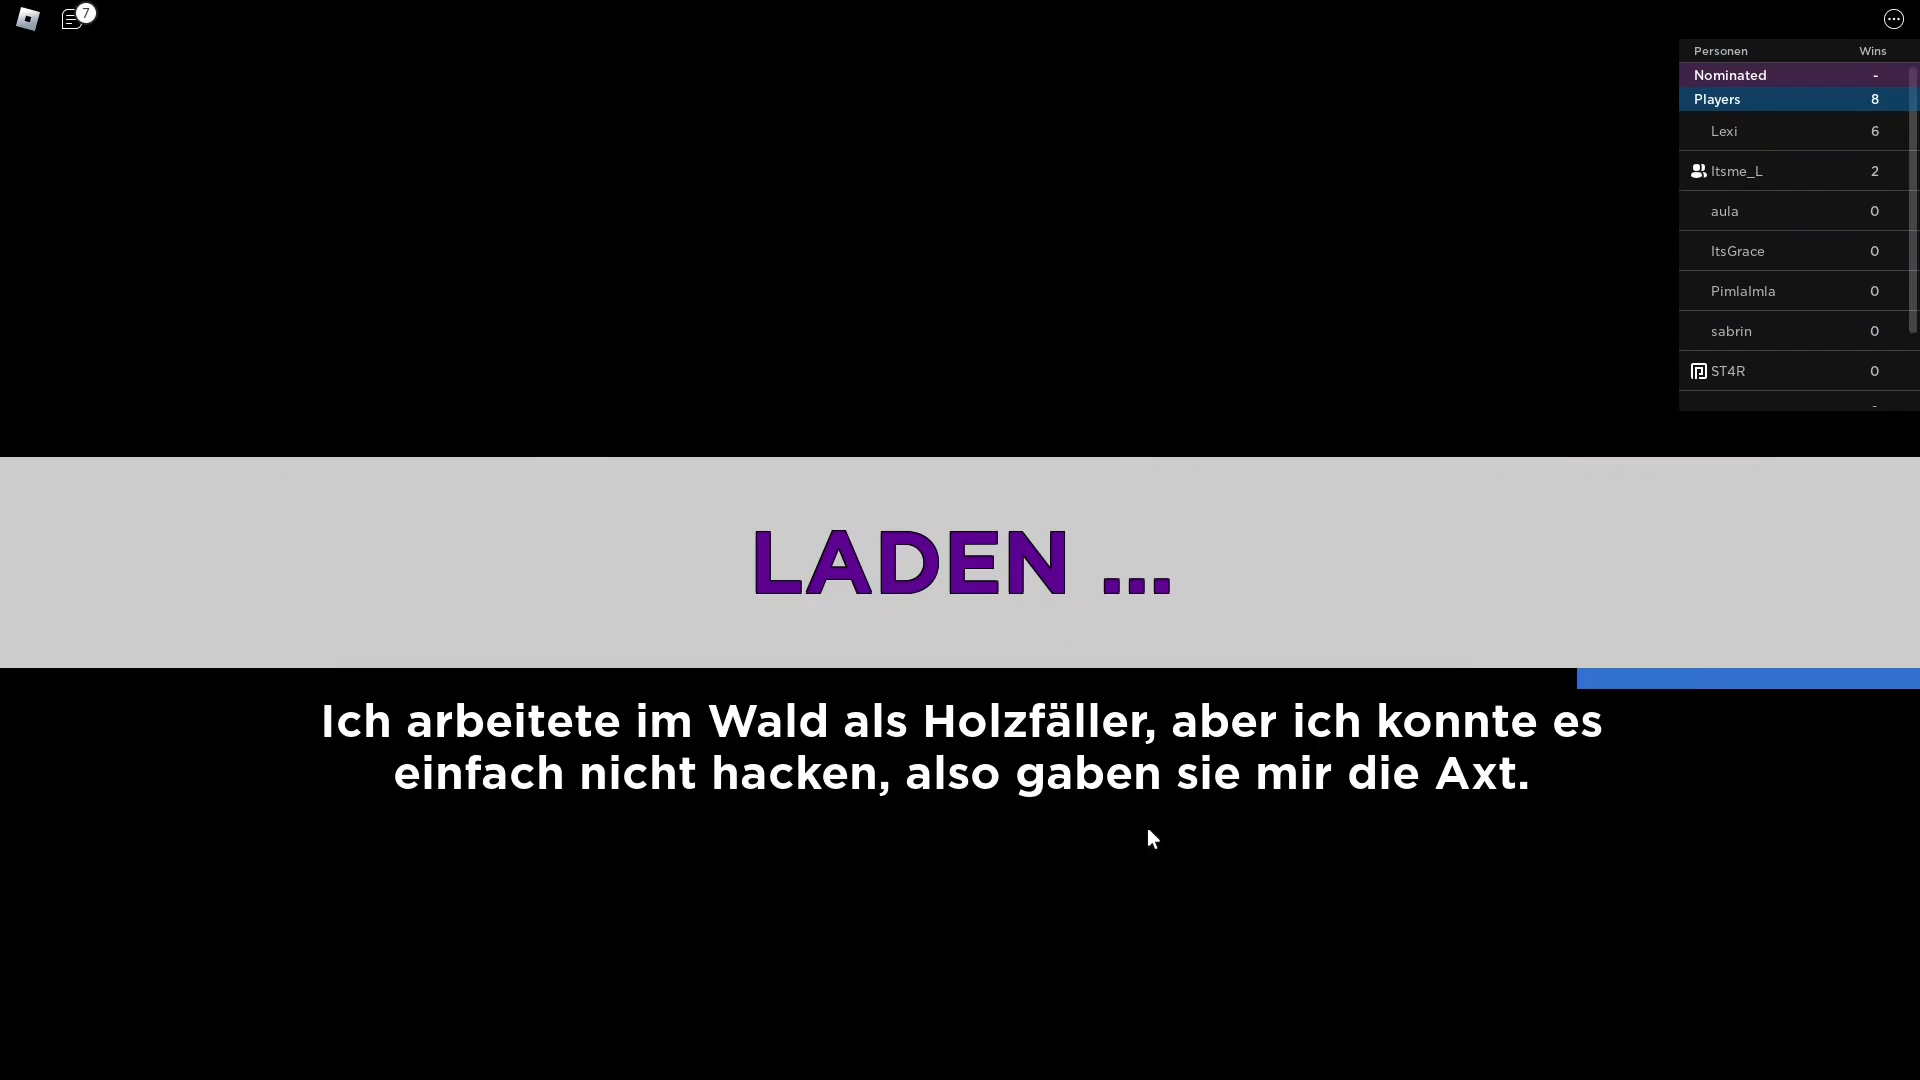 7
Personen Wins
Nominated -
Players 8
Lexi 6
Itsme_L 2
aula 0
ItsGrace 0
PimlaImla 0
sabrin 0
ST4R 0
LADEN ...
Ich arbeitete im Wald als Holzfäller, aber ich konnte es
einfach nicht hacken, also gaben sie mir die Axt.